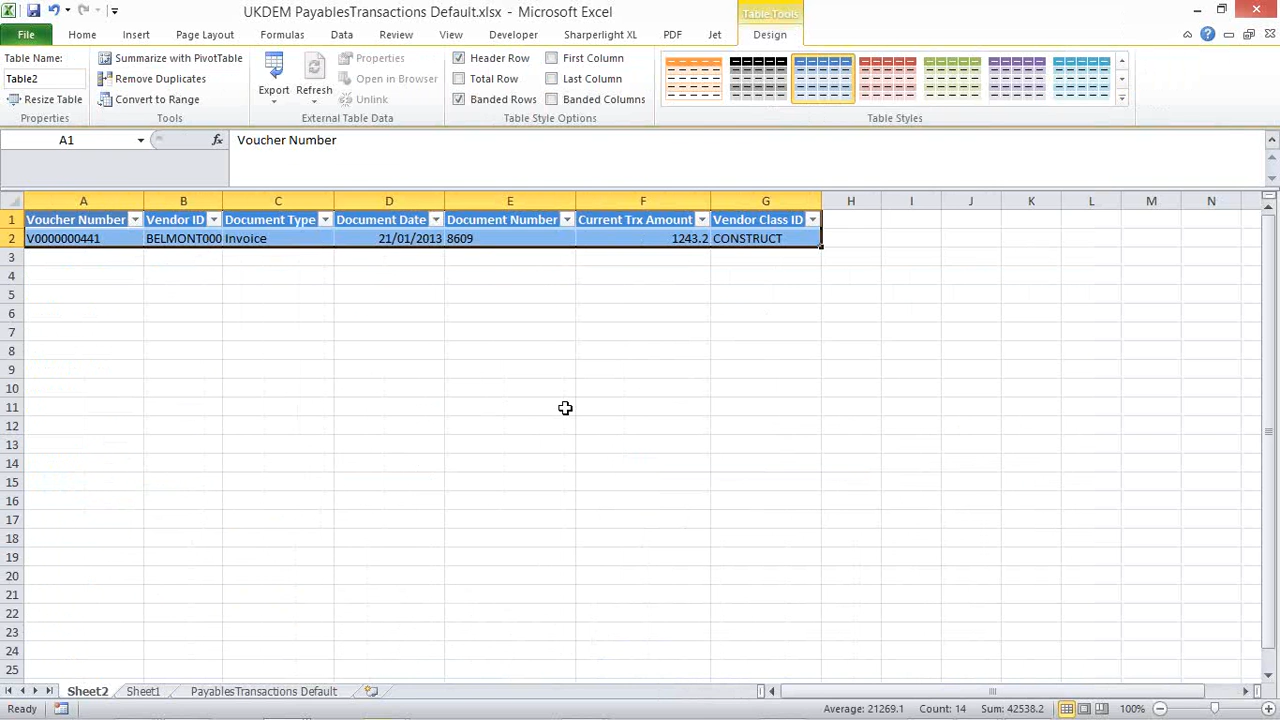 UKDEM PayablesTransactions Default.xlsx - Microsoft Excel
Table Tools
File Home Insert Page Layout Formulas Data Review View Developer Sharperlight XL PDF Jet Design
Table Name:
Table2
Resize Table
Properties
Summarize with PivotTable
Remove Duplicates
Convert to Range
Tools
Export
Refresh
Properties
Open in Browser
Unlink
External Table Data
Header Row
Total Row
Banded Rows
First Column
Last Column
Banded Columns
Table Style Options
Table Styles
A1 fx Voucher Number
A B C D E F G H I J K L M N
1 Voucher Number Vendor ID Document Type Document Date Document Number Current Trx Amount Vendor Class ID
2 V0000000441 BELMONT000 Invoice 21/01/2013 8609 1243.2 CONSTRUCT
3
4
5
6
7
8
9
10
11
12
13
14
15
16
17
18
19
20
21
22
23
24
25
Sheet2 Sheet1 PayablesTransactions Default
Ready Average: 21269.1 Count: 14 Sum: 42538.2 100%